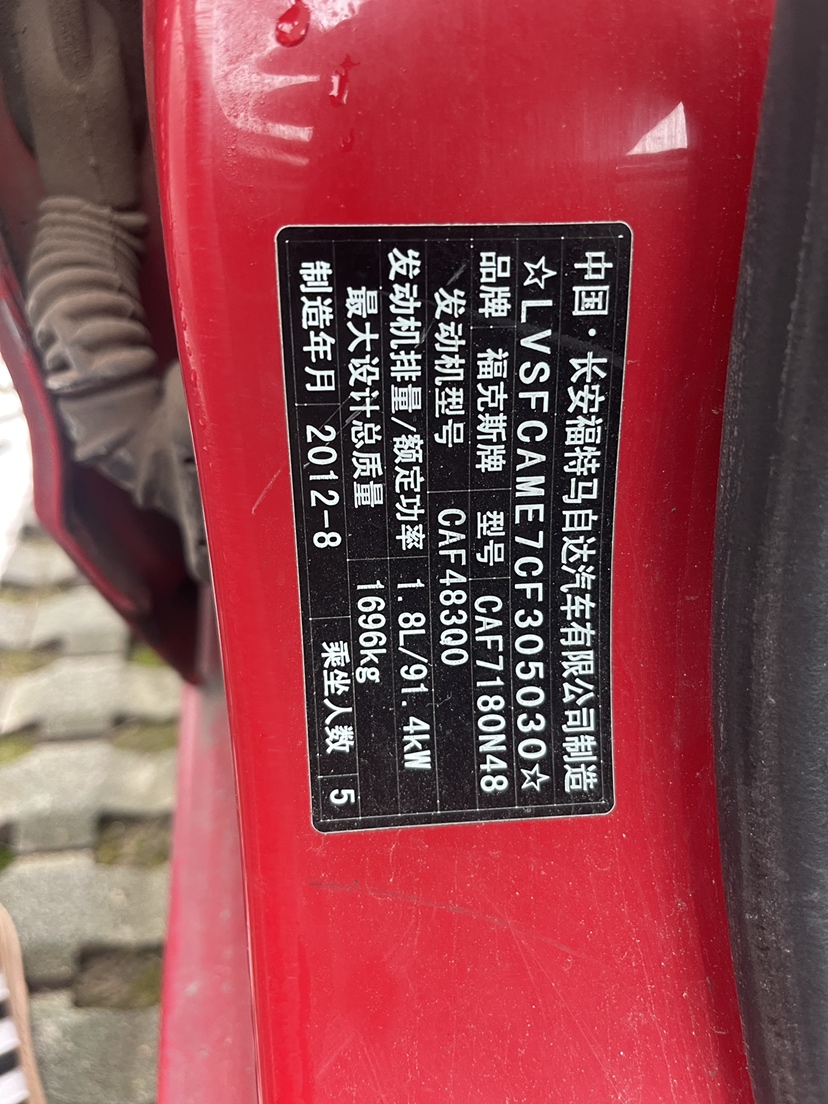 中国·长安福特马自达汽车有限公司制造
☆LVSFCAME7CF305030☆
品牌 福克斯牌 型号 CAF7180N48
发动机型号 CAF483Q0
发动机排量/额定功率 1.8L/91.4kW
最大设计总质量 1696kg
制造年月 2012-8 乘坐人数 5